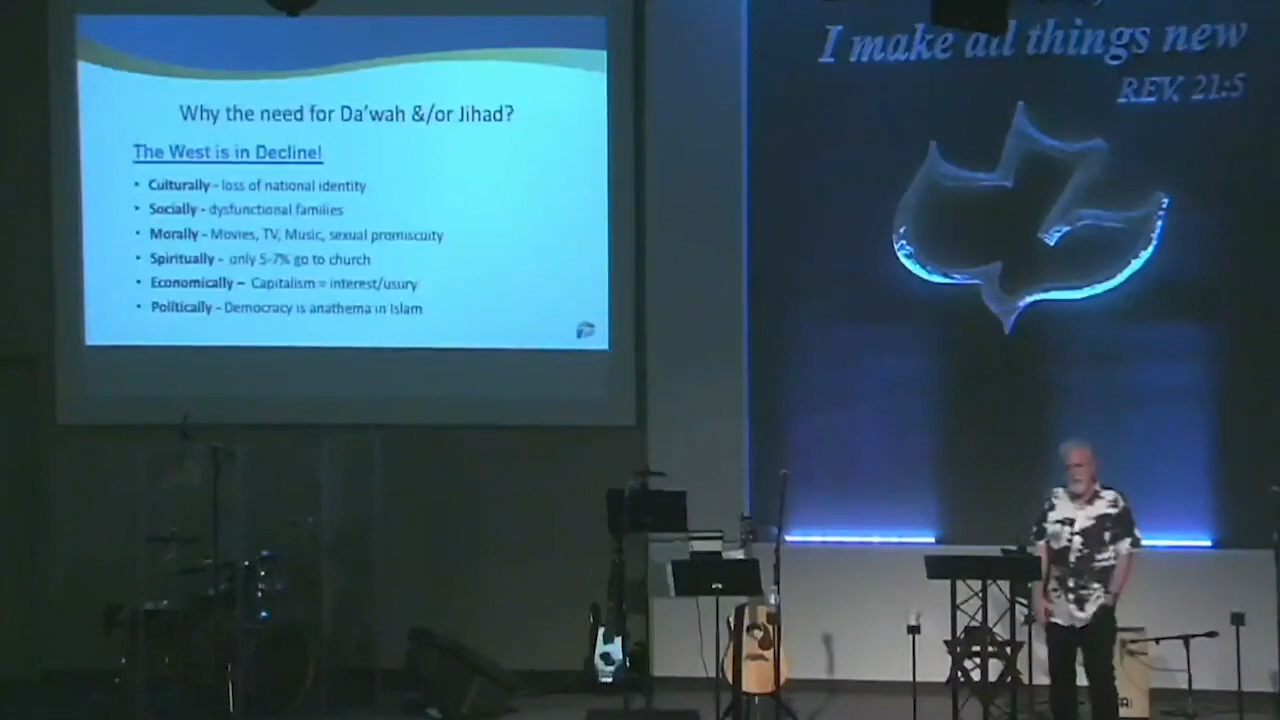 Why the need for Da'wah &/or Jihad?
The West is in Decline!
• Culturally - loss of national identity
• Socially - dysfunctional families
• Morally - Movies, TV, Music, sexual promiscuity
• Spiritually - only 5-7% go to church
• Economically – Capitalism = interest/usury
• Politically - Democracy is anathema in Islam
I make all things new
REV. 21:5